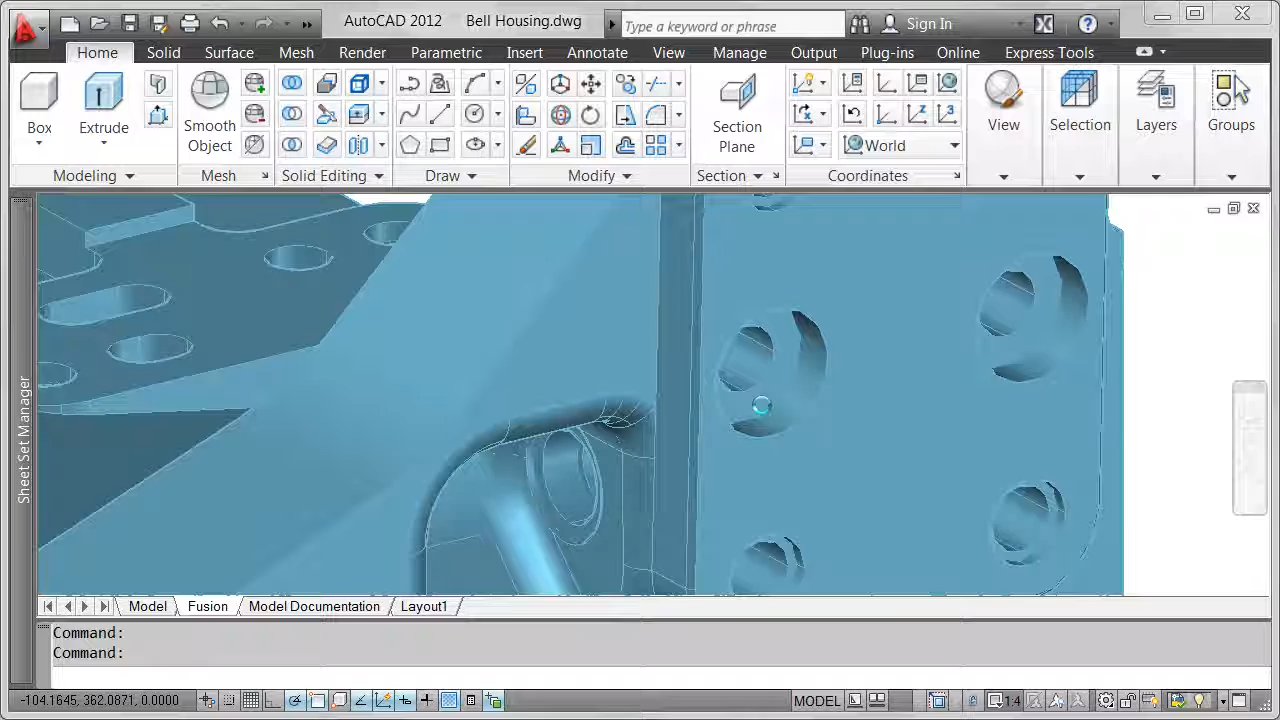 AutoCAD 2012 Bell Housing.dwg
Type a keyword or phrase
Sign In
Home Solid Surface Mesh Render Parametric Insert Annotate View Manage Output Plug-ins Online Express Tools
Box
Extrude
Smooth
Object
Section
Plane
World
View
Selection
Layers
Groups
Modeling
Mesh
Solid Editing
Draw
Modify
Section
Coordinates
Sheet Set Manager
Model Fusion Model Documentation Layout1
Command:
Command:
-104.1645, 362.0871, 0.0000
MODEL
1:4